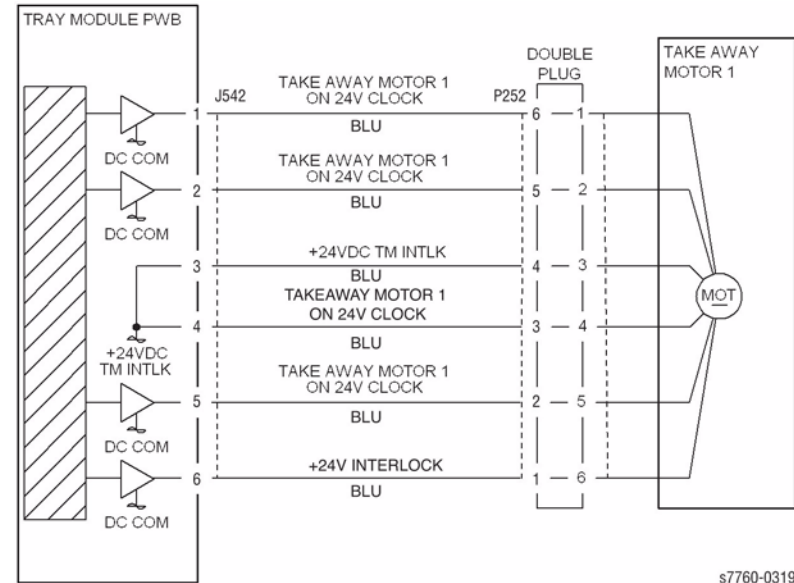 TRAY MODULE PWB
DOUBLE
PLUG
TAKE AWAY
MOTOR 1
J542
TAKE AWAY MOTOR 1
ON 24V CLOCK
P252
1
BLU
6
1
DC COM
TAKE AWAY MOTOR 1
ON 24V CLOCK
2
BLU
5
2
DC COM
+24VDC TM INTLK
3
BLU
4
3
MOT
TAKEAWAY MOTOR 1
ON 24V CLOCK
4
BLU
3
4
+24VDC
TM INTLK
TAKE AWAY MOTOR 1
ON 24V CLOCK
5
BLU
2
5
DC COM
+24V INTERLOCK
6
BLU
1
6
DC COM
s7760-0319